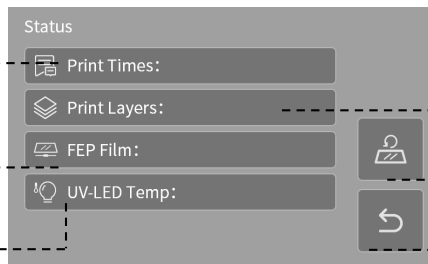 Status
Print Times:
Print Layers:
FEP Film:
UV-LED Temp: